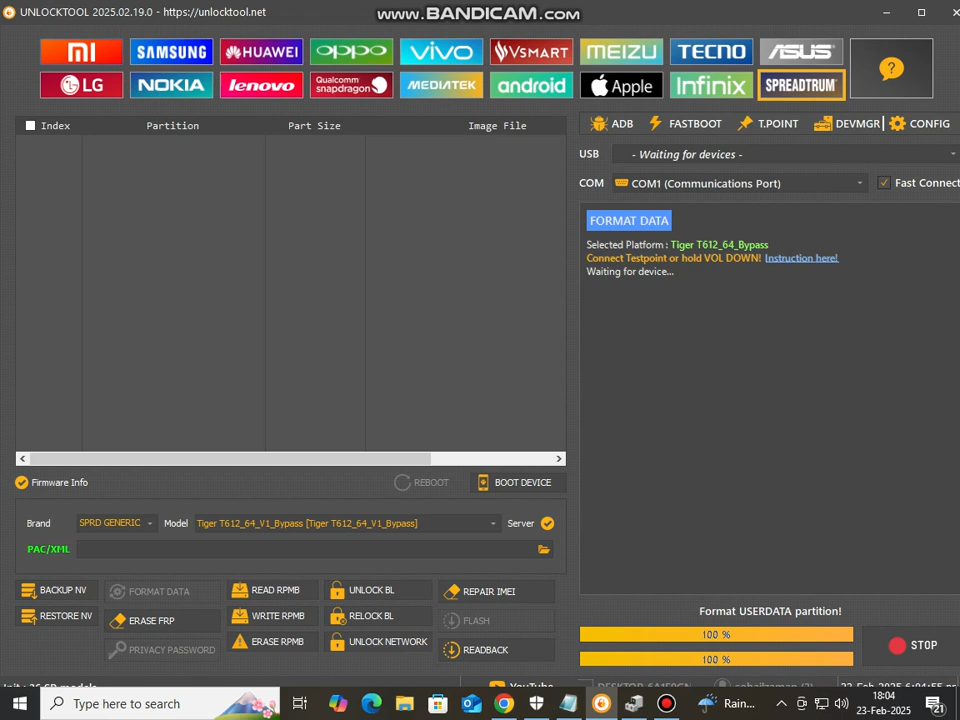 UNLOCKTOOL 2025.02.19.0 - https://unlocktool.net
www.BANDICAM.com
mi SAMSUNG HUAWEI oppo vivo VSMART MEIZU TECNO ASUS ?
LG NOKIA lenovo Qualcomm snapdragon MEDIATEK android Apple Infinix SPREADTRUM
Index Partition Part Size Image File
ADB FASTBOOT T.POINT DEVMGR CONFIG
USB - Waiting for devices -
COM COM1 (Communications Port) Fast Connect
FORMAT DATA
Selected Platform : Tiger T612_64_Bypass
Connect Testpoint or hold VOL DOWN! Instruction here!
Waiting for device...
Firmware Info REBOOT BOOT DEVICE
Brand SPRD GENERIC Model Tiger T612_64_V1_Bypass [Tiger T612_64_V1_Bypass] Server
PAC/XML
BACKUP NV FORMAT DATA READ RPMB UNLOCK BL REPAIR IMEI
RESTORE NV ERASE FRP WRITE RPMB RELOCK BL FLASH
PRIVACY PASSWORD ERASE RPMB UNLOCK NETWORK READBACK
Format USERDATA partition!
100 %
100 %
STOP
YouTube
Type here to search
Rain...
18:04
23-Feb-2025
21